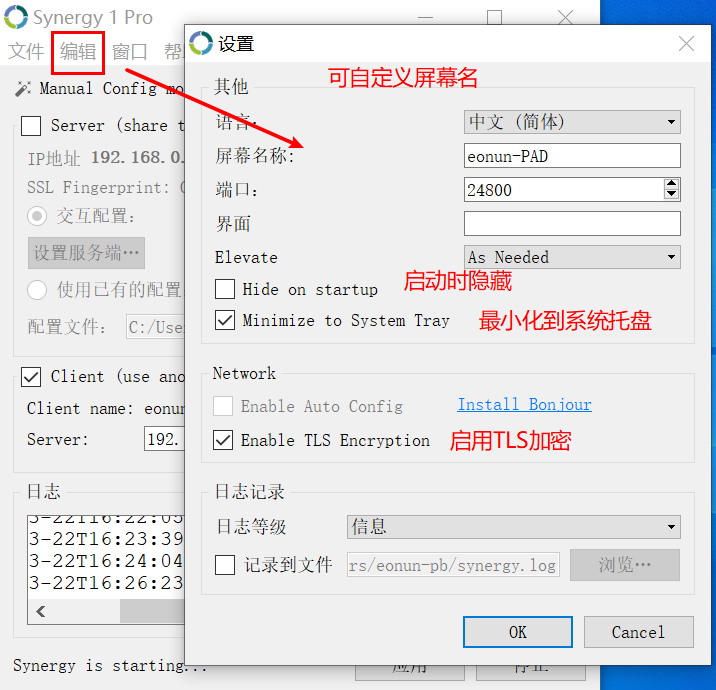 Synergy 1 Pro
文件 编辑 窗口 帮
Manual Config mo
Server (share t
IP地址 192.168.0.
SSL Fingerprint:
交互配置:
设置服务端…
使用已有的配置
配置文件: C:/Use
Client (use ano
Client name: eonun
Server: 192.
日志
3-22T16:22:05
3-22T16:23:39
3-22T16:24:04
3-22T16:26:23
Synergy is starting...
应用 停止
设置
可自定义屏幕名
其他
语言: 中文 (简体)
屏幕名称: eonun-PAD
端口: 24800
界面
Elevate As Needed
Hide on startup 启动时隐藏
Minimize to System Tray 最小化到系统托盘
Network
Enable Auto Config Install Bonjour
Enable TLS Encryption 启用TLS加密
日志记录
日志等级 信息
记录到文件 rs/eonun-pb/synergy.log 浏览…
OK Cancel